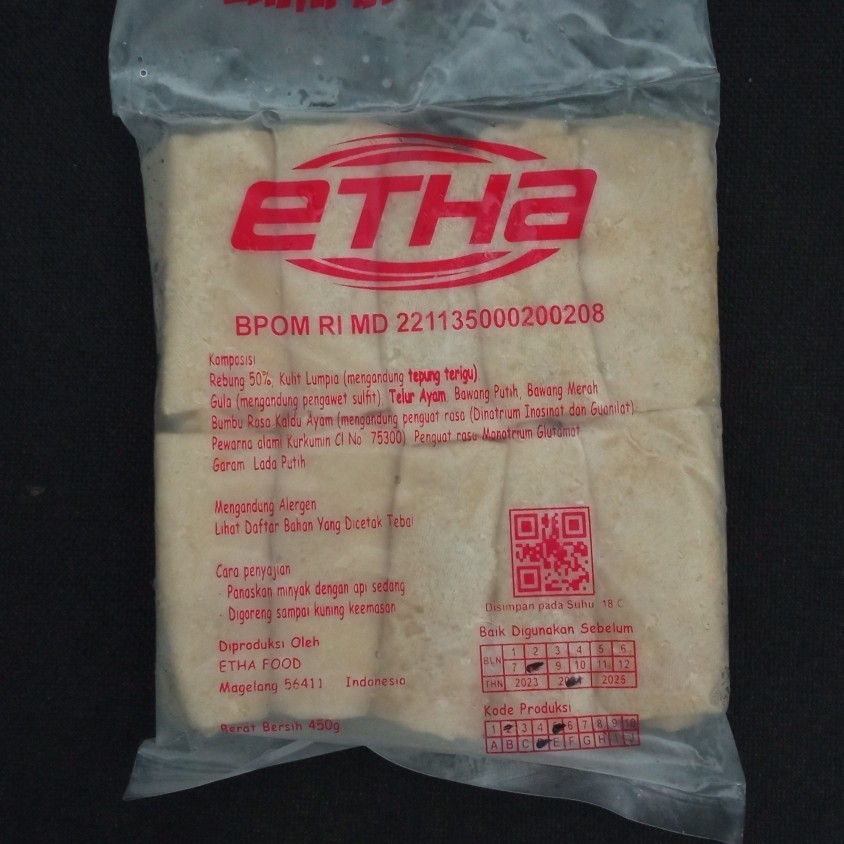 eTHa
BPOM RI MD 221135000200208
Komposisi
Rebung 50%, Kulit Lumpia (mengandung tepung terigu)
Gula (mengandung pengawet sulfit), Telur Ayam, Bawang Putih, Bawang Merah
Bumbu Rasa Kaldu Ayam (mengandung penguat rasa (Dinatrium Inosinat dan Guanilat)
Pewarna alami Kurkumin CI No 75300) Penguat rasa Monatrium Glutamat
Garam Lada Putih
Mengandung Alergen
Lihat Daftar Bahan Yang Dicetak Tebal
Cara penyajian
- Panaskan minyak dengan api sedang
- Digoreng sampai kuning keemasan
Disimpan pada Suhu 18 C
Diproduksi Oleh
ETHA FOOD
Magelang 56411 Indonesia
Berat Bersih 450g
Baik Digunakan Sebelum
BLN 1 2 3 4 5 6
7 9 10 11 12
THN 2023 2025
Kode Produksi
1 3 4 6 7 8 9 10
A B C E F G H I J